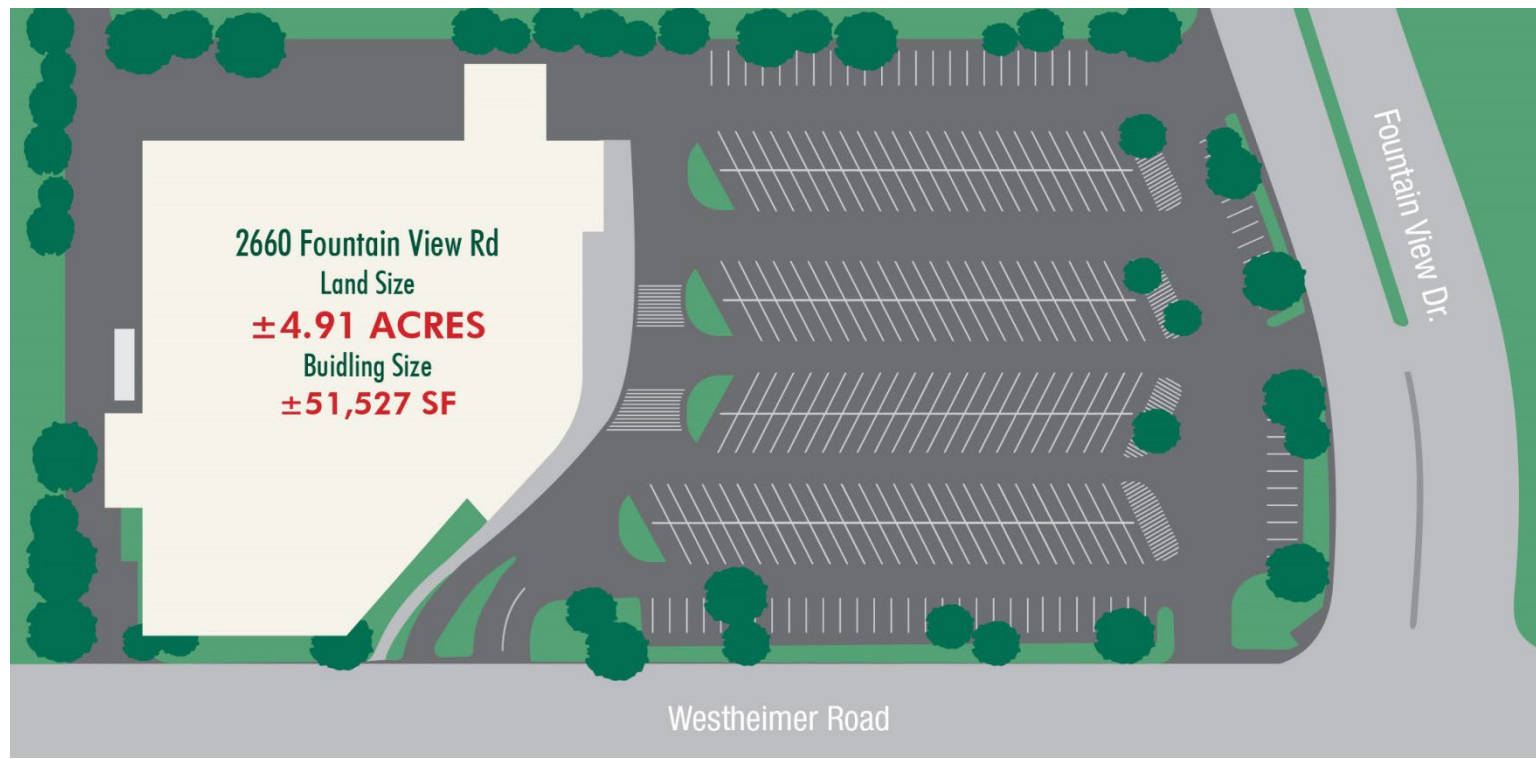 2660 Fountain View Rd
Land Size
±4.91 ACRES
Buidling Size
±51,527 SF
Fountain View Dr.
Westheimer Road